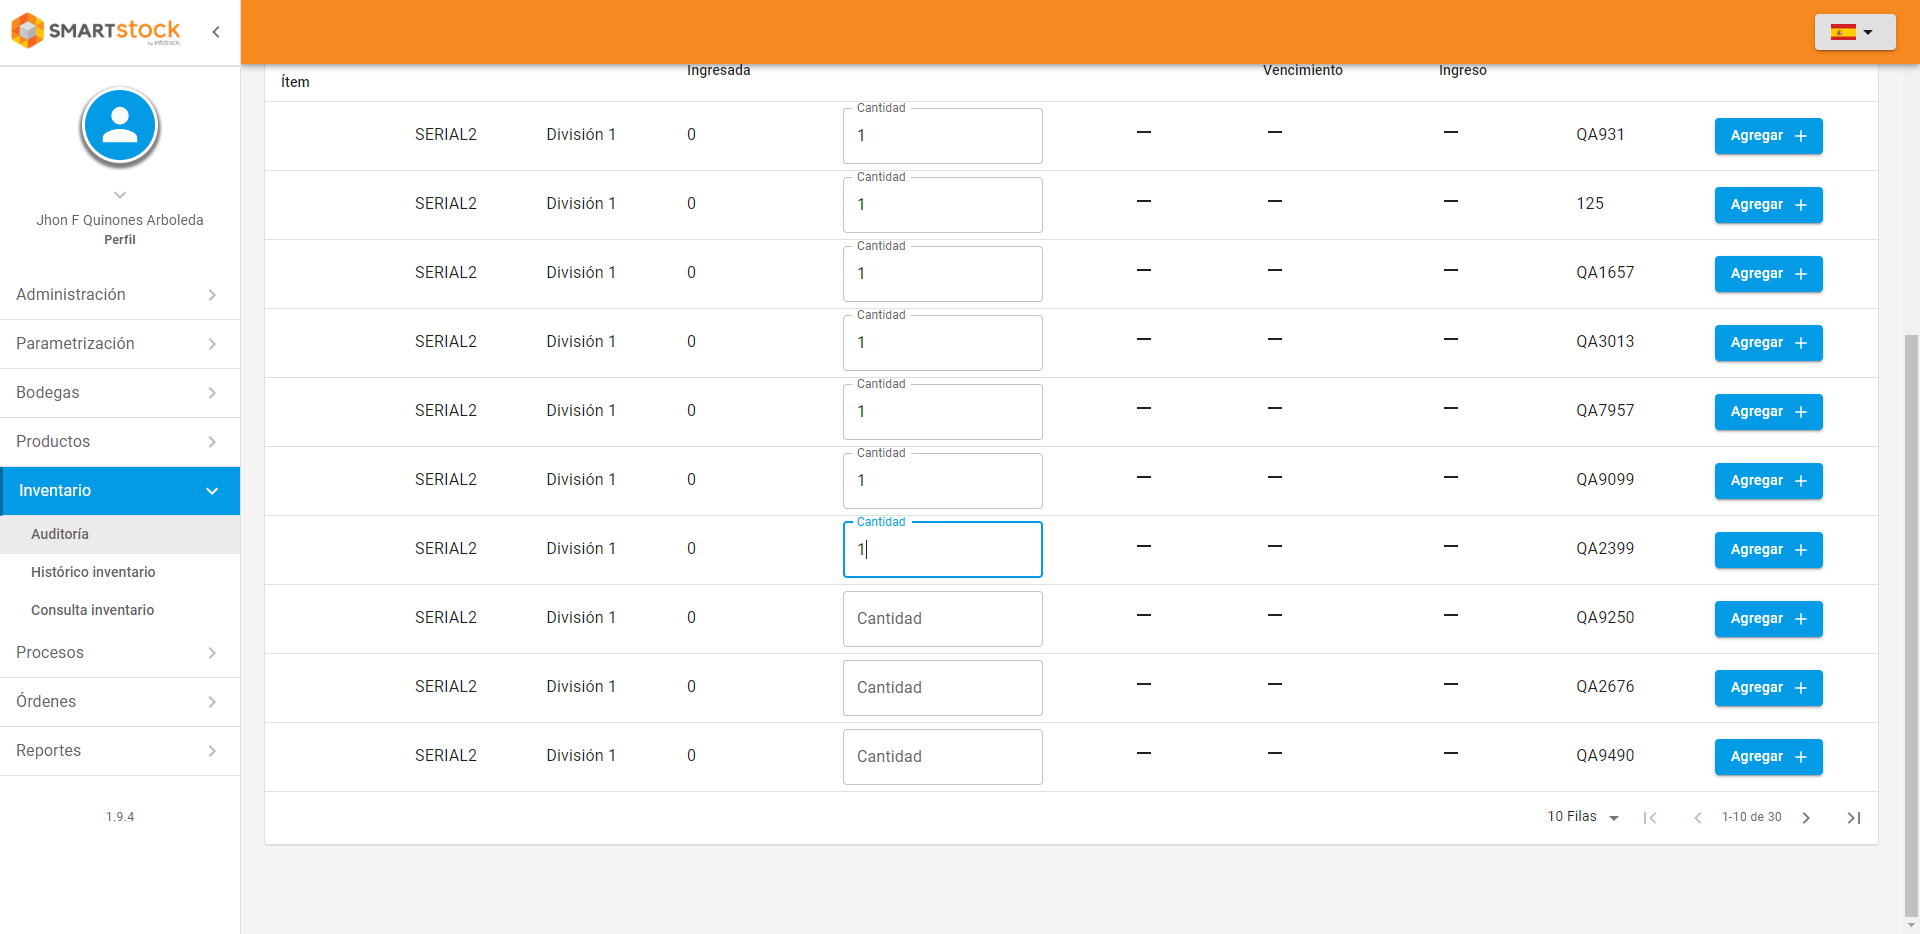 SMARTstock
by infotrack.
Jhon F Quinones Arboleda
Perfil
Administración
Parametrización
Bodegas
Productos
Inventario
Auditoría
Histórico inventario
Consulta inventario
Procesos
Órdenes
Reportes
1.9.4
Ítem Ingresada Vencimiento Ingreso
Cantidad
SERIAL2 División 1 0 1 — — — QA931 Agregar +
Cantidad
SERIAL2 División 1 0 1 — — — 125 Agregar +
Cantidad
SERIAL2 División 1 0 1 — — — QA1657 Agregar +
Cantidad
SERIAL2 División 1 0 1 — — — QA3013 Agregar +
Cantidad
SERIAL2 División 1 0 1 — — — QA7957 Agregar +
Cantidad
SERIAL2 División 1 0 1 — — — QA9099 Agregar +
Cantidad
SERIAL2 División 1 0 1 — — — QA2399 Agregar +
SERIAL2 División 1 0 Cantidad — — — QA9250 Agregar +
SERIAL2 División 1 0 Cantidad — — — QA2676 Agregar +
SERIAL2 División 1 0 Cantidad — — — QA9490 Agregar +
10 Filas 1-10 de 30